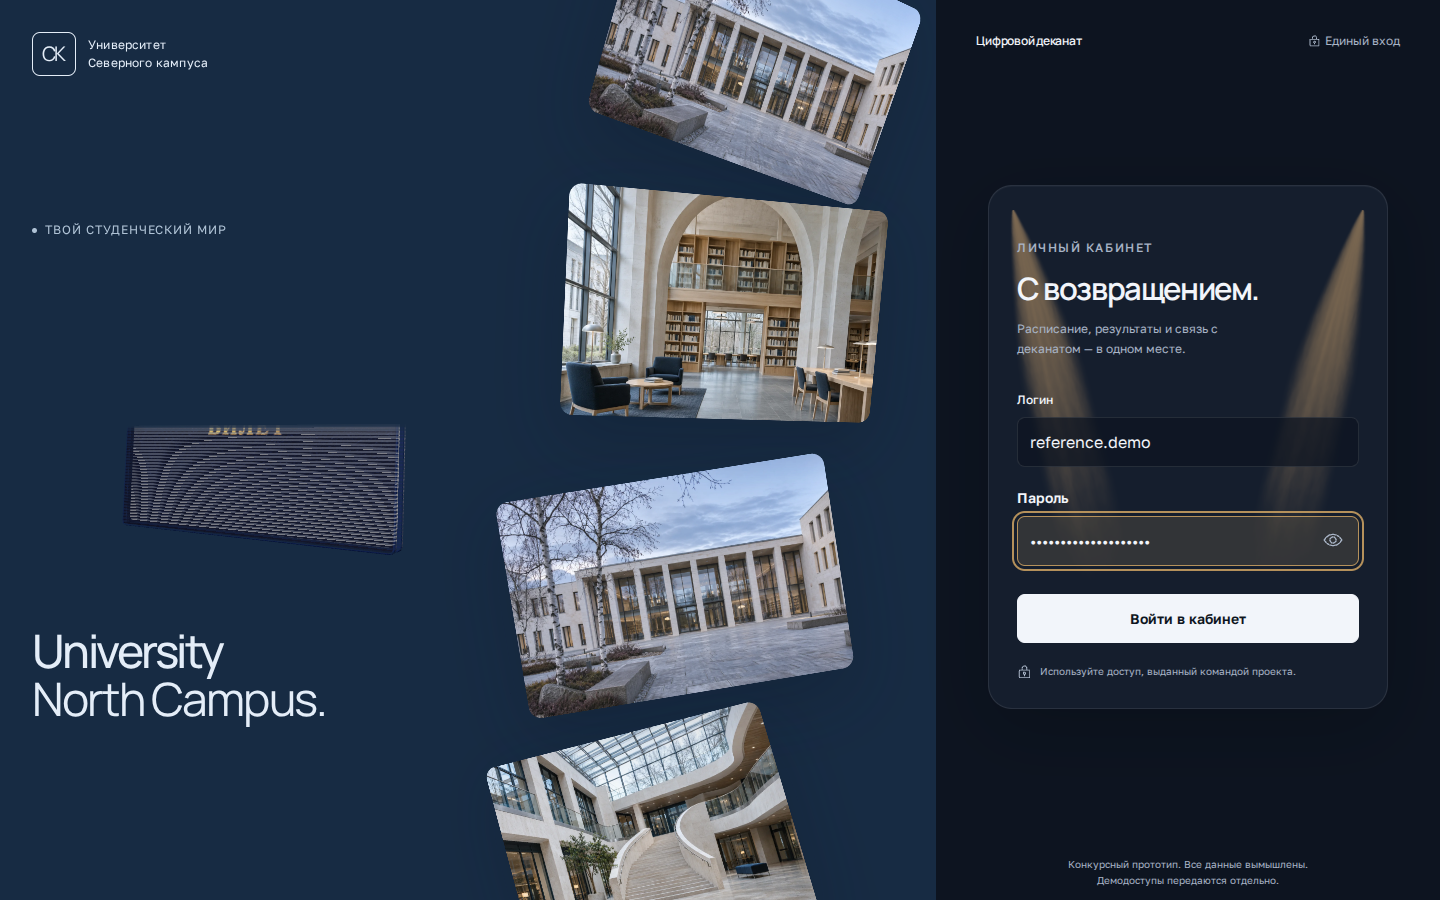 СК
Университет
Северного кампуса
ТВОЙ СТУДЕНЧЕСКИЙ МИР
University
North Campus.
Цифровой деканат
Единый вход
ЛИЧНЫЙ КАБИНЕТ
С возвращением.
Расписание, результаты и связь с
деканатом — в одном месте.
Логин
reference.demo
Пароль
••••••••••••••••••••
Войти в кабинет
Используйте доступ, выданный командой проекта.
Конкурсный прототип. Все данные вымышлены.
Демодоступы передаются отдельно.